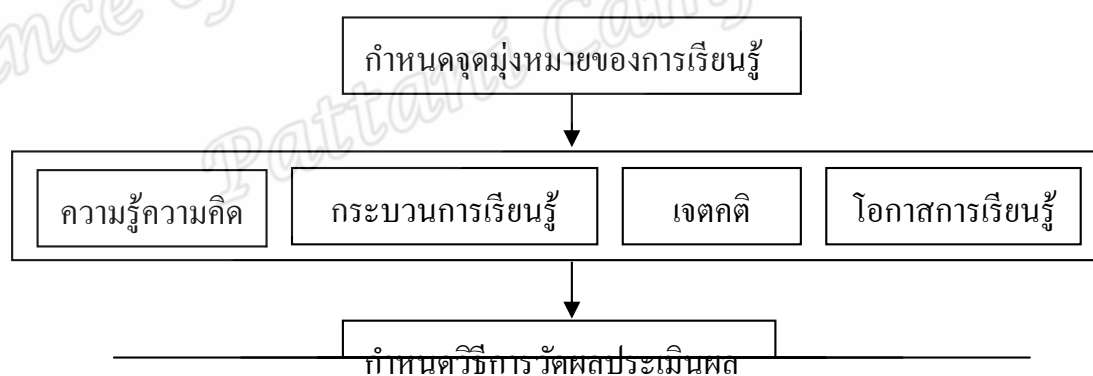 ence
Pattani Cam
กำหนดจุดมุ่งหมายของการเรียนรู้
ความรู้ความคิด กระบวนการเรียนรู้ เจตคติ โอกาสการเรียนรู้
กำหนดวิธีการวัดผลประเมินผล